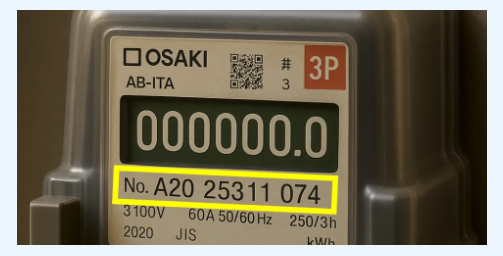 OSAKI
AB-ITA
# 3
3P
000000.0
No. A20 25311 074
3100V 60A 50/60Hz 250/3h
2020 JIS kWh